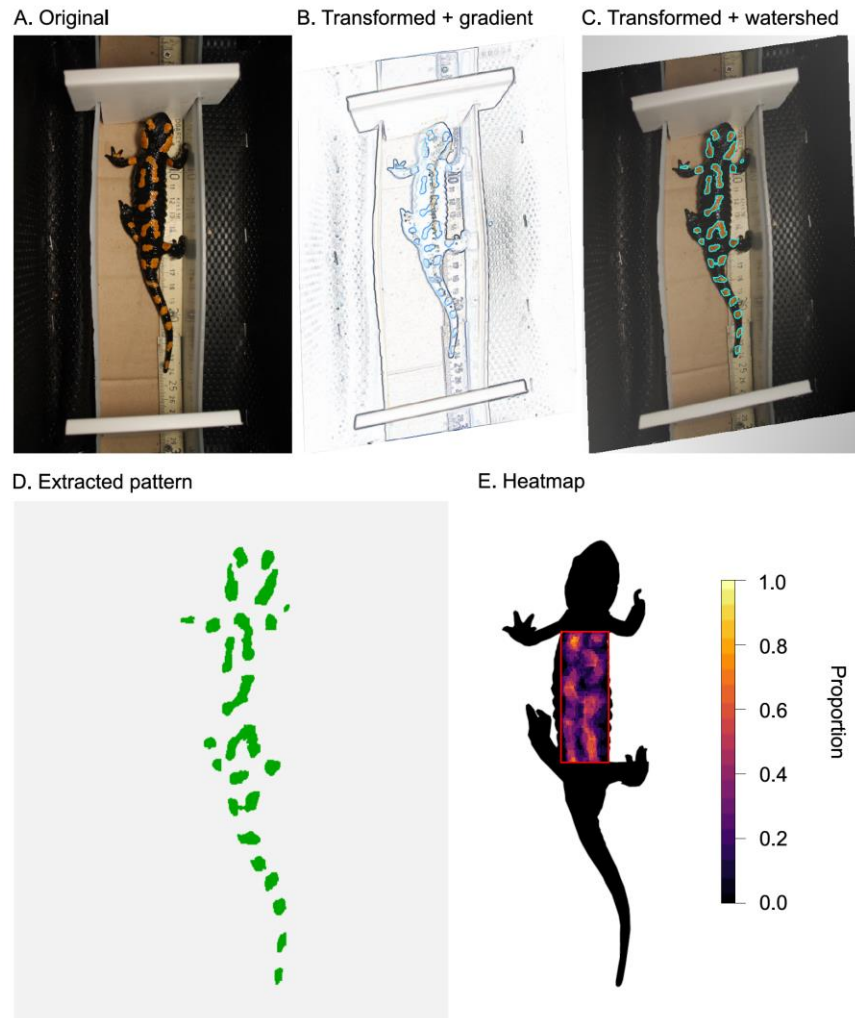 A. Original
B. Transformed + gradient
C. Transformed + watershed
D. Extracted pattern
E. Heatmap
1.0
0.8
0.6
0.4
0.2
0.0
Proportion